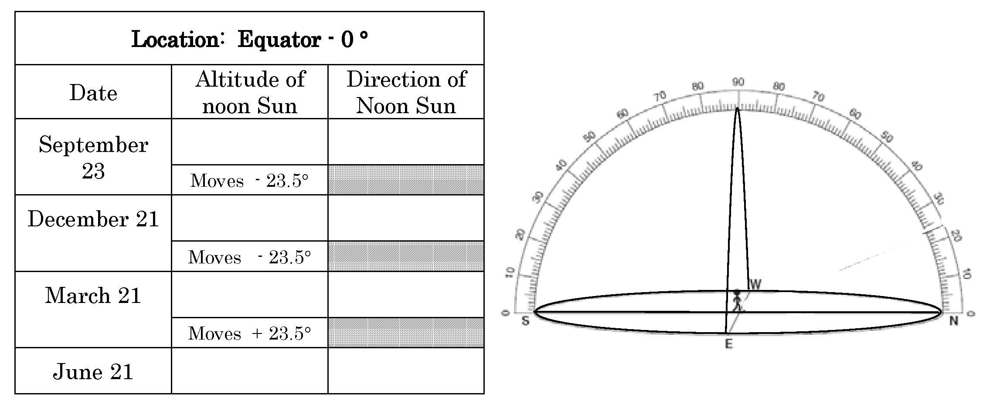 Location: Equator - 0 °
Date
Altitude of
noon Sun
Direction of
Noon Sun
September
23
Moves - 23.5°
December 21
Moves - 23.5°
March 21
Moves + 23.5°
June 21
0
10
20
30
40
50
60
70
80
90
80
70
60
50
40
30
20
10
0
S
N
W
E